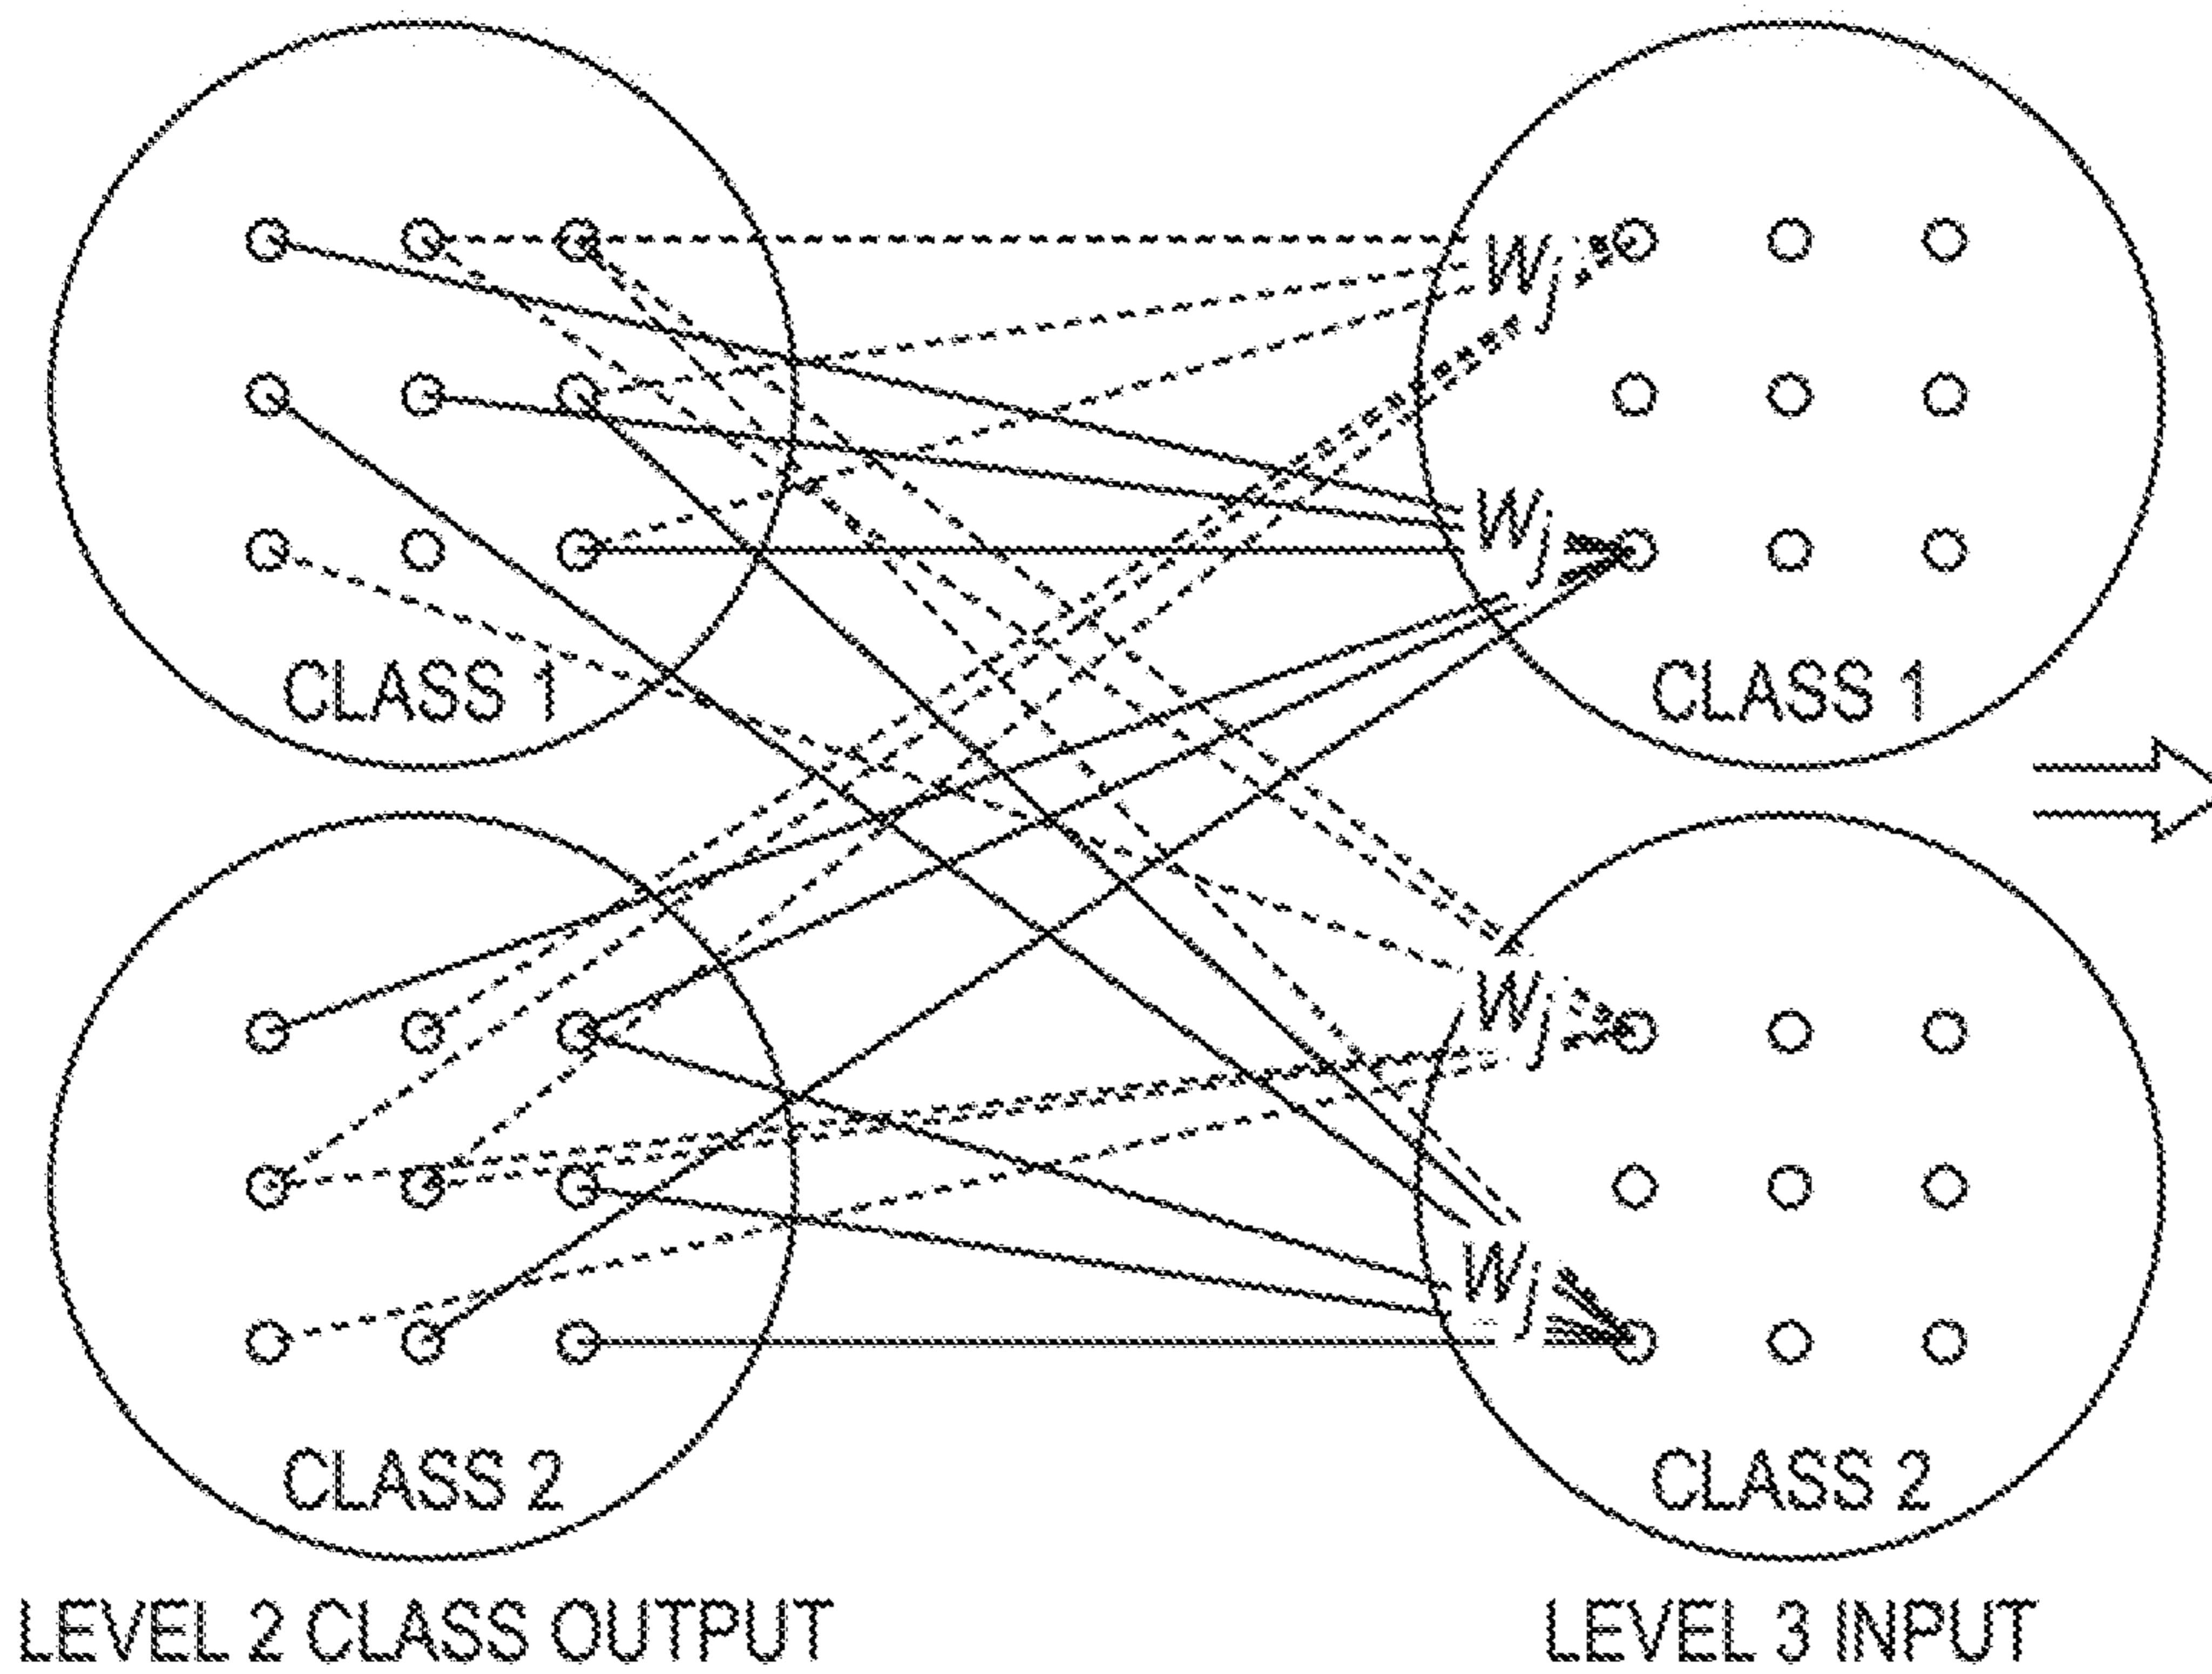 Wj
Wj
CLASS 1
CLASS 1
Wj
Wj
CLASS 2
CLASS 2
LEVEL 2 CLASS OUTPUT
LEVEL 3 INPUT